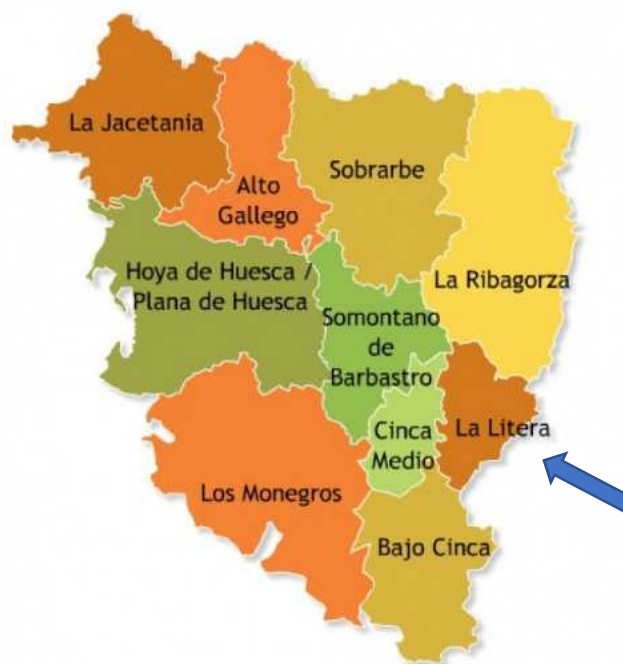 La Jacetania
Alto
Gallego
Sobrarbe
Hoya de Huesca /
Plana de Huesca
La Ribagorza
Somontano
de
Barbastro
Cinca
Medio
La Litera
Los Monegros
Bajo Cinca